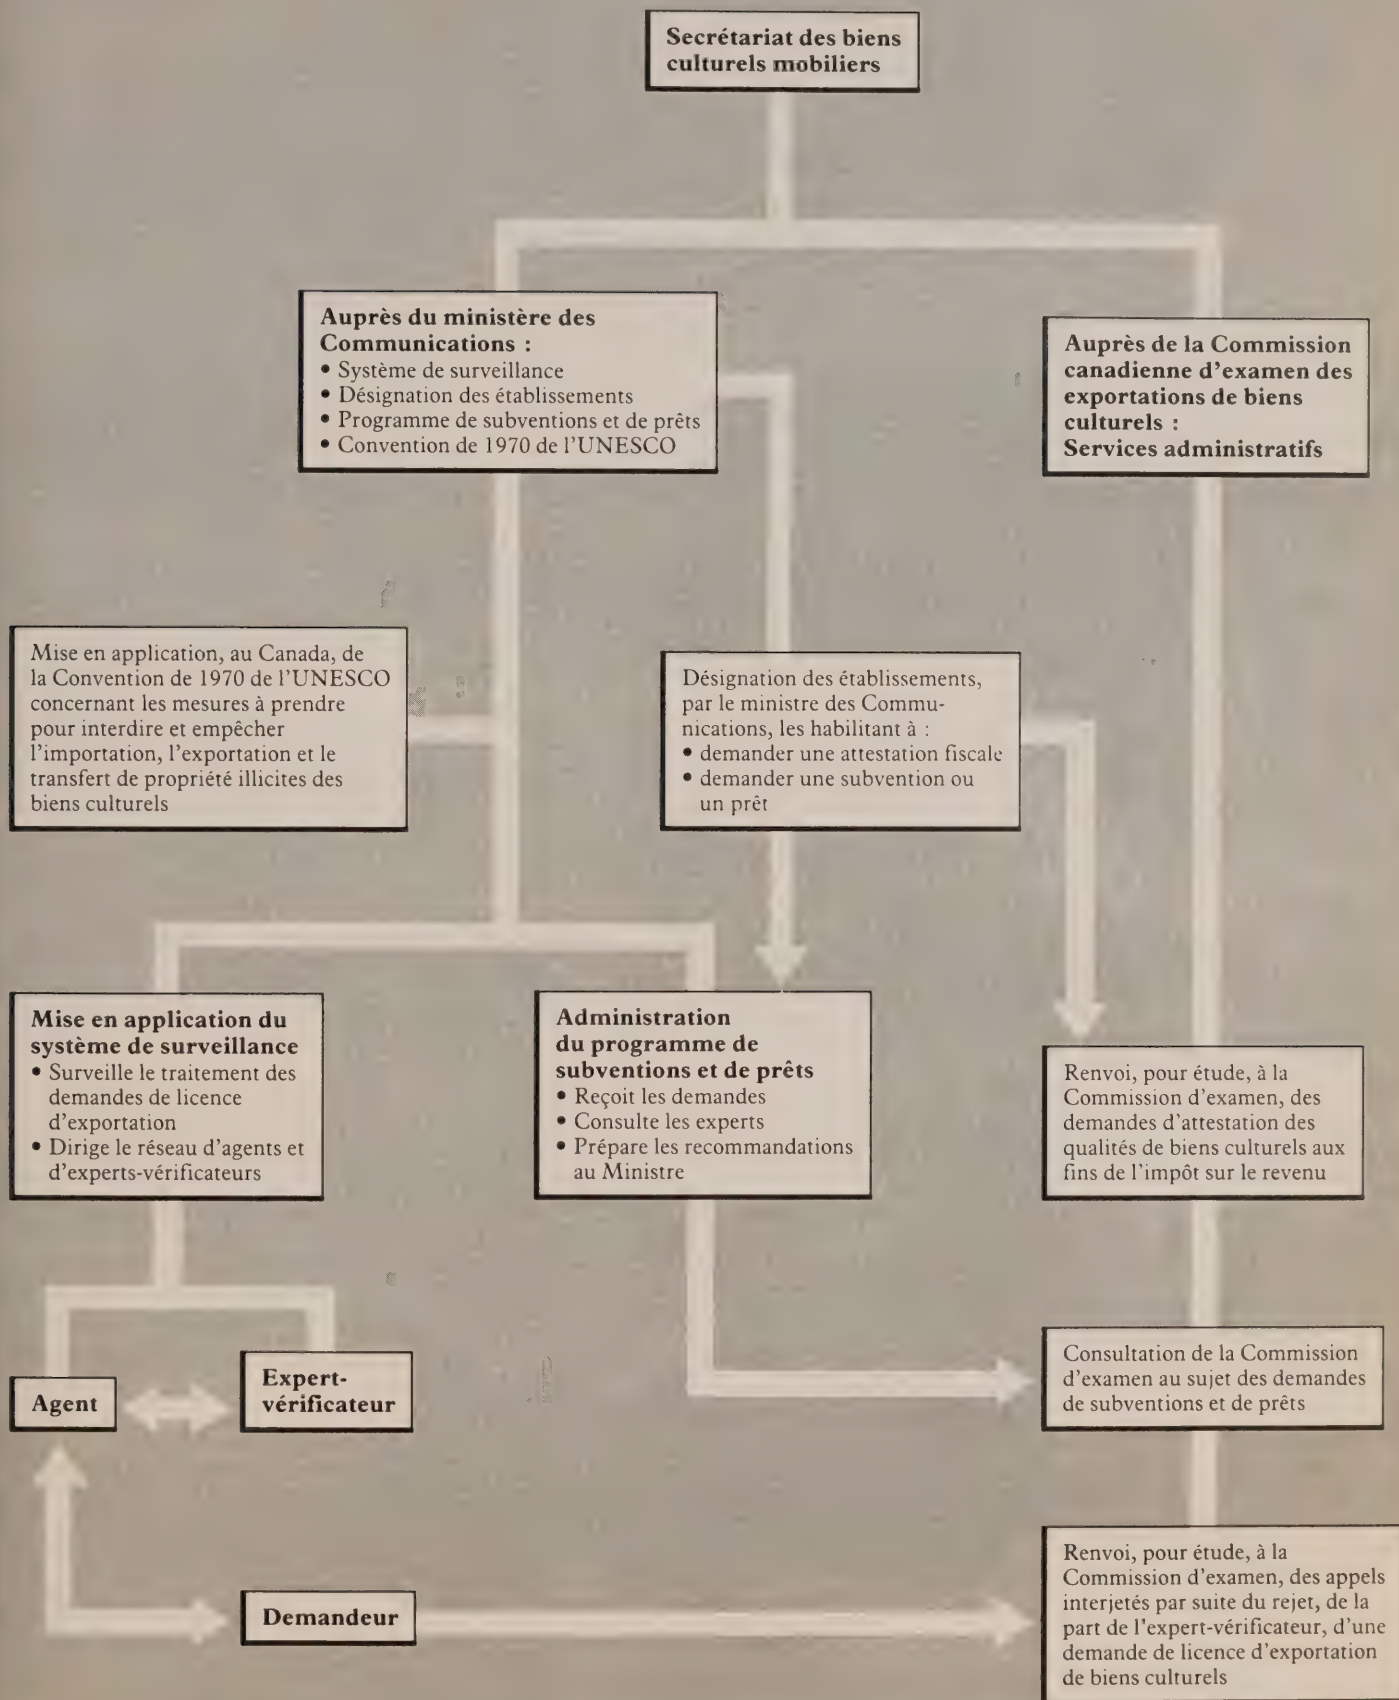 Secrétariat des biens
culturels mobiliers
Auprès du ministère des
Communications :
• Système de surveillance
• Désignation des établissements
• Programme de subventions et de prêts
• Convention de 1970 de l'UNESCO
Auprès de la Commission
canadienne d'examen des
exportations de biens
culturels :
Services administratifs
Mise en application, au Canada, de
la Convention de 1970 de l'UNESCO
concernant les mesures à prendre
pour interdire et empêcher
l'importation, l'exportation et le
transfert de propriété illicites des
biens culturels
Désignation des établissements,
par le ministre des Commu-
nications, les habilitant à :
• demander une attestation fiscale
• demander une subvention ou
un prêt
Mise en application du
système de surveillance
• Surveille le traitement des
demandes de licence
d'exportation
• Dirige le réseau d'agents et
d'experts-vérificateurs
Administration
du programme de
subventions et de prêts
• Reçoit les demandes
• Consulte les experts
• Prépare les recommandations
au Ministre
Renvoi, pour étude, à la
Commission d'examen, des
demandes d'attestation des
qualités de biens culturels aux
fins de l'impôt sur le revenu
Agent
Expert-
vérificateur
Consultation de la Commission
d'examen au sujet des demandes
de subventions et de prêts
Demandeur
Renvoi, pour étude, à la
Commission d'examen, des appels
interjetés par suite du rejet, de la
part de l'expert-vérificateur, d'une
demande de licence d'exportation
de biens culturels